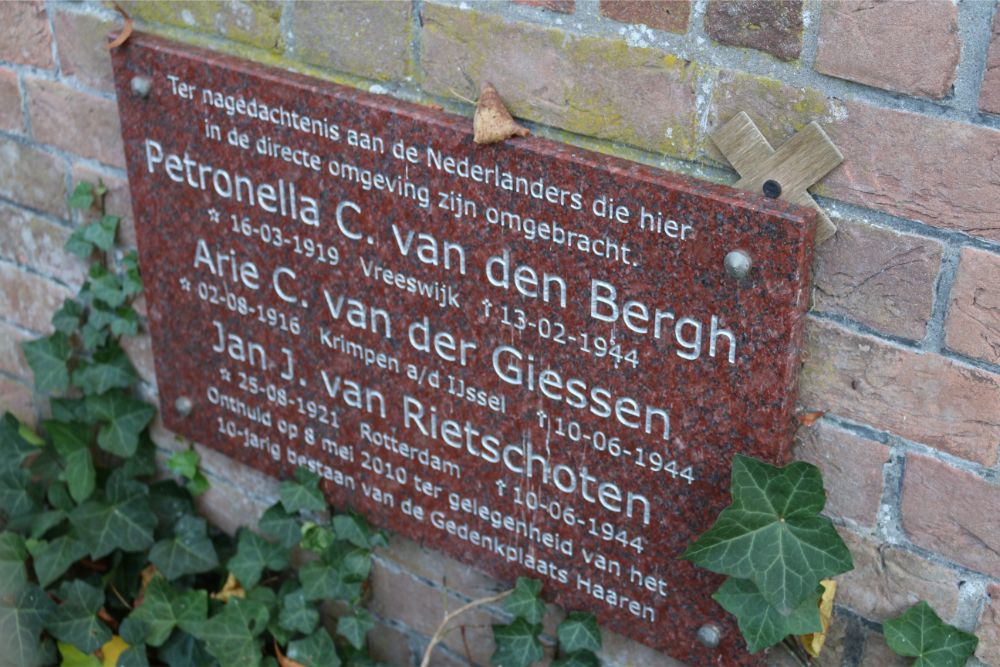 Ter nagedachtenis aan de Nederlanders die hier
in de directe omgeving zijn omgebracht.
Petronella C. van den Bergh
☆ 16-03-1919 Vreeswijk † 13-02-1944
Arie C. van der Giessen
☆ 02-08-1916 Krimpen a/d IJssel † 10-06-1944
Jan J. van Rietschoten
☆ 25-08-1921 Rotterdam † 10-06-1944
Onthuld op 8 mei 2010 ter gelegenheid van het
10-jarig bestaan van de Gedenkplaats Haaren